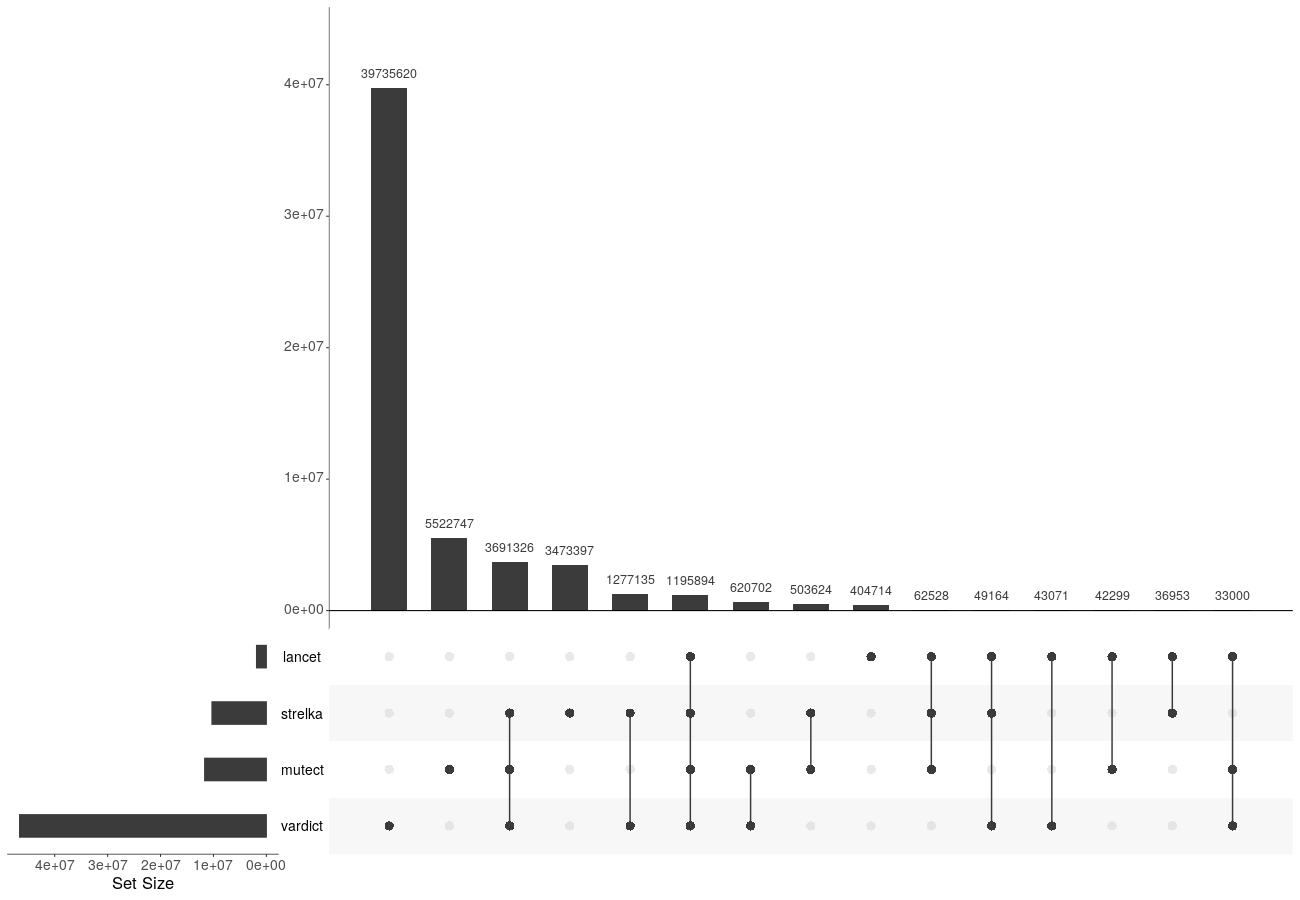 39735620
4e+07
3e+07
2e+07
1e+07
5522747
3691326
3473397
1277135
1195894
620702
503624
404714
62528
49164
43071
42299
36953
33000
0e+00
lancet
strelka
mutect
vardict
4e+07 3e+07 2e+07 1e+07 0e+00
Set Size